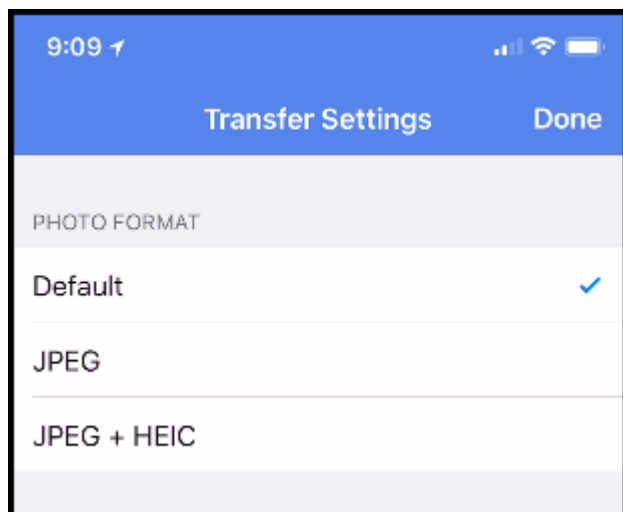 9:09
Transfer Settings Done
PHOTO FORMAT
Default
JPEG
JPEG + HEIC